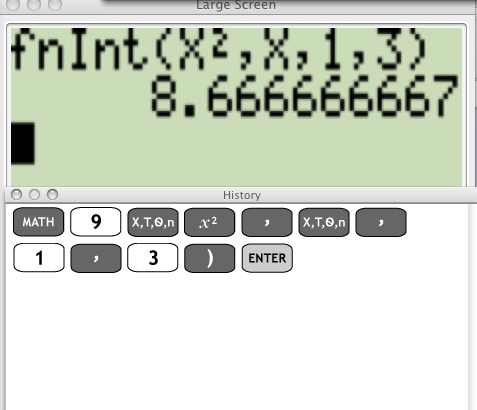 Large Screen
fnInt(X²,X,1,3)
8.666666667
History
MATH 9 X,T,Θ,n x² , X,T,Θ,n ,
1 , 3 ) ENTER